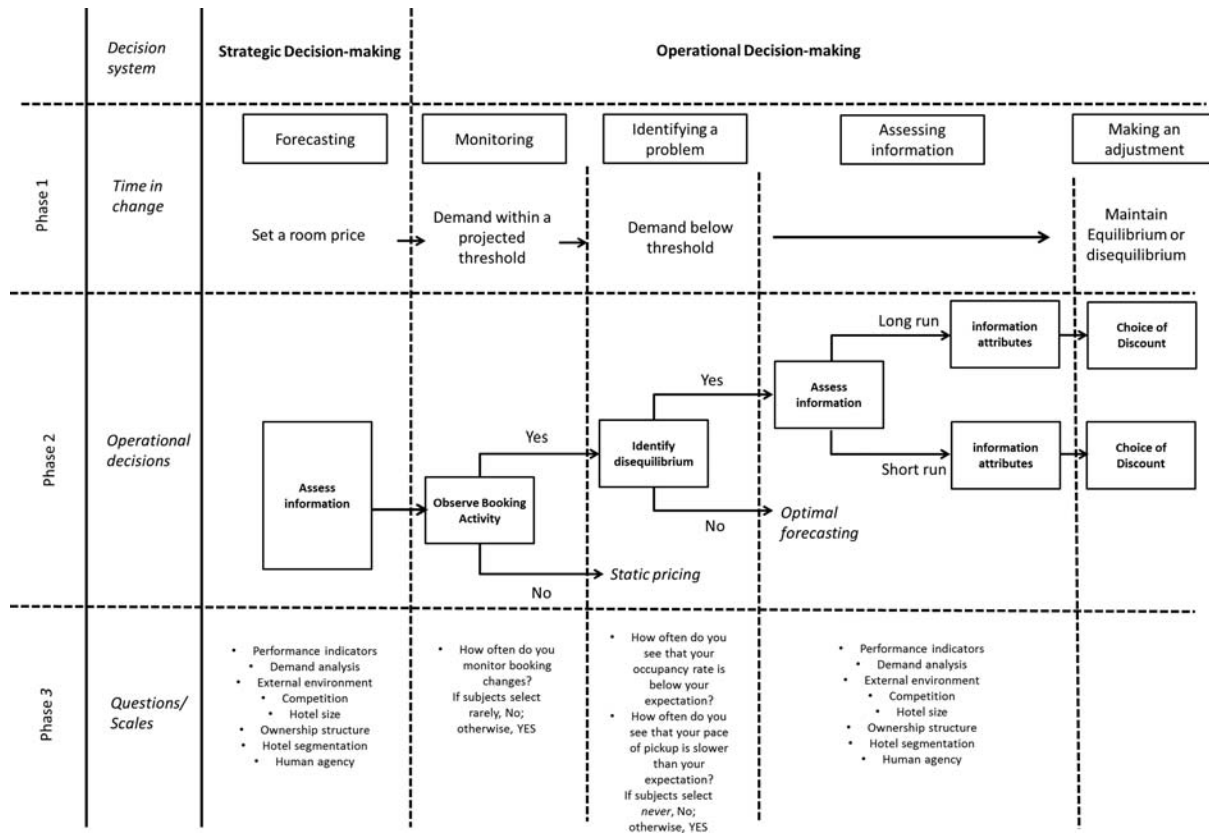 Decision
system
Strategic Decision-making
Operational Decision-making
Phase 1
Time in
change
Forecasting
Monitoring
Identifying a
problem
Assessing
information
Making an
adjustment
Set a room price
Demand within a
projected
threshold
Demand below
threshold
Maintain
Equilibrium or
disequilibrium
Phase 2
Operational
decisions
Assess
information
Observe Booking
Activity
Yes
No
Static pricing
Identify
disequilibrium
Yes
No
Optimal
forecasting
Assess
information
Long run
information
attributes
Choice of
Discount
Short run
information
attributes
Choice of
Discount
Phase 3
Questions/
Scales
• Performance indicators
• Demand analysis
• External environment
• Competition
• Hotel size
• Ownership structure
• Hotel segmentation
• Human agency
• How often do you
monitor booking
changes?
If subjects select
rarely, No;
otherwise, YES
• How often do you
see that your
occupancy rate is
below your
expectation?
• How often do you
see that your pace
of pickup is slower
than your
expectation?
If subjects select
never, No;
otherwise, YES
• Performance indicators
• Demand analysis
• External environment
• Competition
• Hotel size
• Ownership structure
• Hotel segmentation
• Human agency